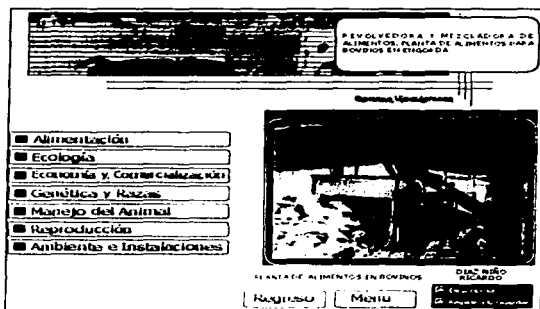 REVOLVEDORA Y MEZCLADORA DE
ALIMENTOS, PLANTA DE ALIMENTOS PARA
BOVINOS EN ENGORDA
Alimentación
Ecología
Economía y Comercialización
Genética y Razas
Manejo del Animal
Reproducción
Ambiente e Instalaciones
PLANTA DE ALIMENTOS EN BOVINOS
DIAZ NIÑO
RICARDO
Regreso
Menu